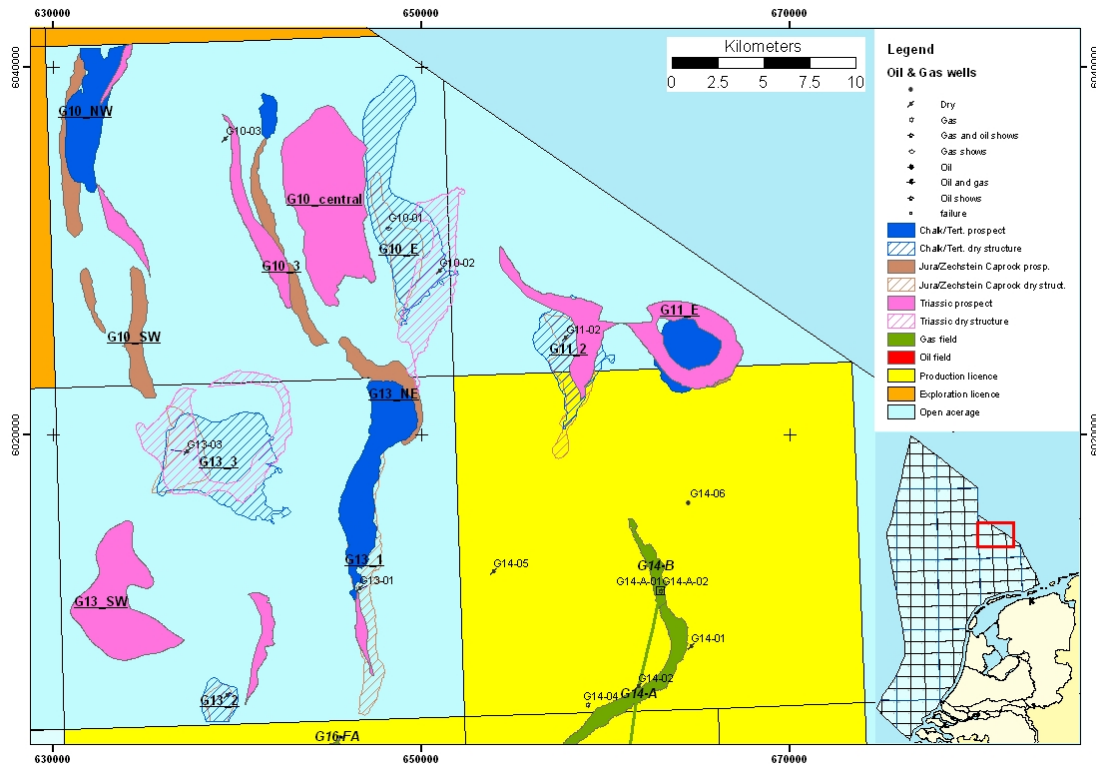 630000 650000 670000
Kilometers
0 2.5 5 7.5 10
6040000
6040000
6020000
6020000
G10_NW
G10-03
G10_central
G10-01
G10_E
G10-02
G10_3
G10_SW
G11_E
G11-02
G11_2
G13_NE
G13-03
G13_3
G14-06
G13_1
G13-01
G14-05
G14-B
G14-A-01 G14-A-02
G13_SW
G14-01
G14-02
G14-04
G14-A
G13_2
G16-FA
630000 650000 670000
Legend
Oil & Gas wells
Dry
Gas
Gas and oil shows
Gas shows
Oil
Oil and gas
Oil shows
failure
Chalk/Tert. prospect
Chalk/Tert. dry structure
Jura/Zechstein Caprock prosp.
Jura/Zechstein Caprock dry struct.
Triassic prospect
Triassic dry structure
Gas field
Oil field
Production licence
Exploration licence
Open acerage